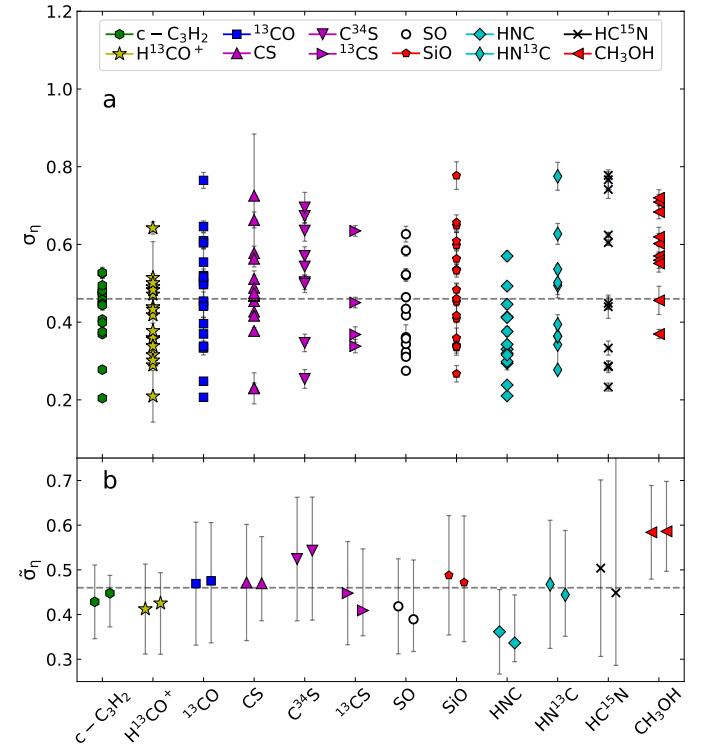 c − C₃H₂ ¹³CO C³⁴S SO HNC HC¹⁵N
H¹³CO⁺ CS ¹³CS SiO HN¹³C CH₃OH
a
1.2
1.0
0.8
0.6
0.4
0.2
σ_η
b
0.7
0.6
0.5
0.4
0.3
σ̃_η
c − C₃H₂ H¹³CO⁺ ¹³CO CS C³⁴S ¹³CS SO SiO HNC HN¹³C HC¹⁵N CH₃OH